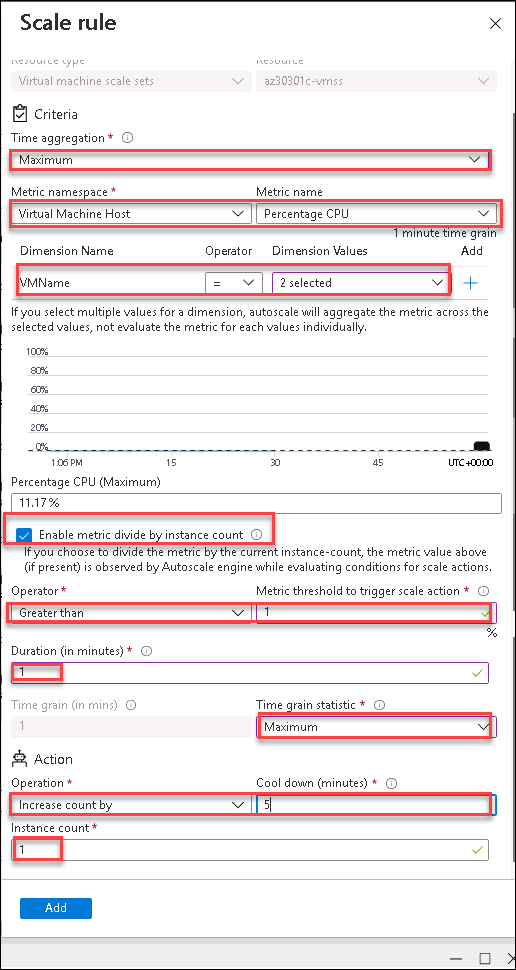 Scale rule
Resource type Resource
Virtual machine scale sets az30301c-vmss
Criteria
Time aggregation *
Maximum
Metric namespace * Metric name
Virtual Machine Host Percentage CPU
1 minute time grain
Dimension Name Operator Dimension Values Add
VMName = 2 selected
If you select multiple values for a dimension, autoscale will aggregate the metric across the
selected values, not evaluate the metric for each values individually.
100%
80%
60%
40%
20%
0%
1:06 PM 15 30 45 UTC+00:00
Percentage CPU (Maximum)
11.17 %
Enable metric divide by instance count
If you choose to divide the metric by the current instance-count, the metric value above
(if present) is observed by Autoscale engine while evaluating conditions for scale actions.
Operator * Metric threshold to trigger scale action *
Greater than 1
%
Duration (in minutes) *
1
Time grain (in mins) Time grain statistic *
1 Maximum
Action
Operation * Cool down (minutes) *
Increase count by 5
Instance count *
1
Add